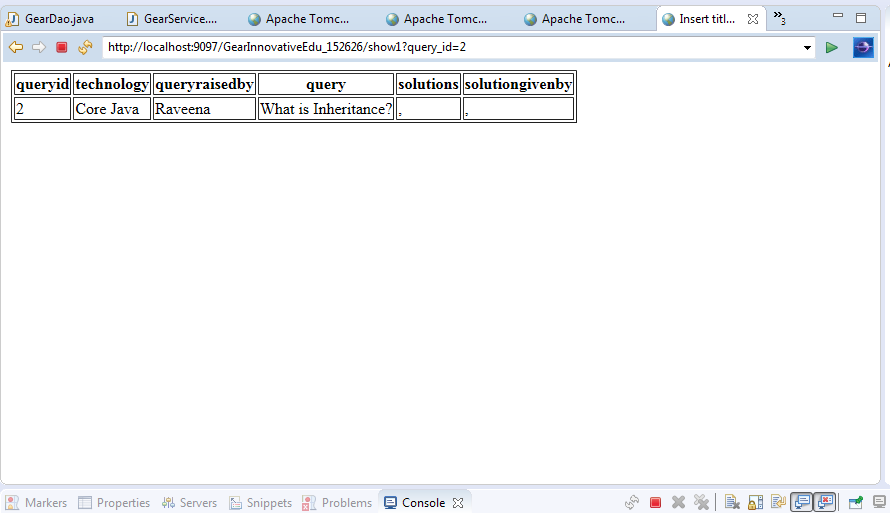 GearDao.java GearService.... Apache Tomc... Apache Tomc... Apache Tomc... Insert titl... »3
http://localhost:9097/GearInnovativeEdu_152626/show1?query_id=2
queryid technology queryraisedby query solutions solutiongivenby
2 Core Java Raveena What is Inheritance? , ,
Markers Properties Servers Snippets Problems Console